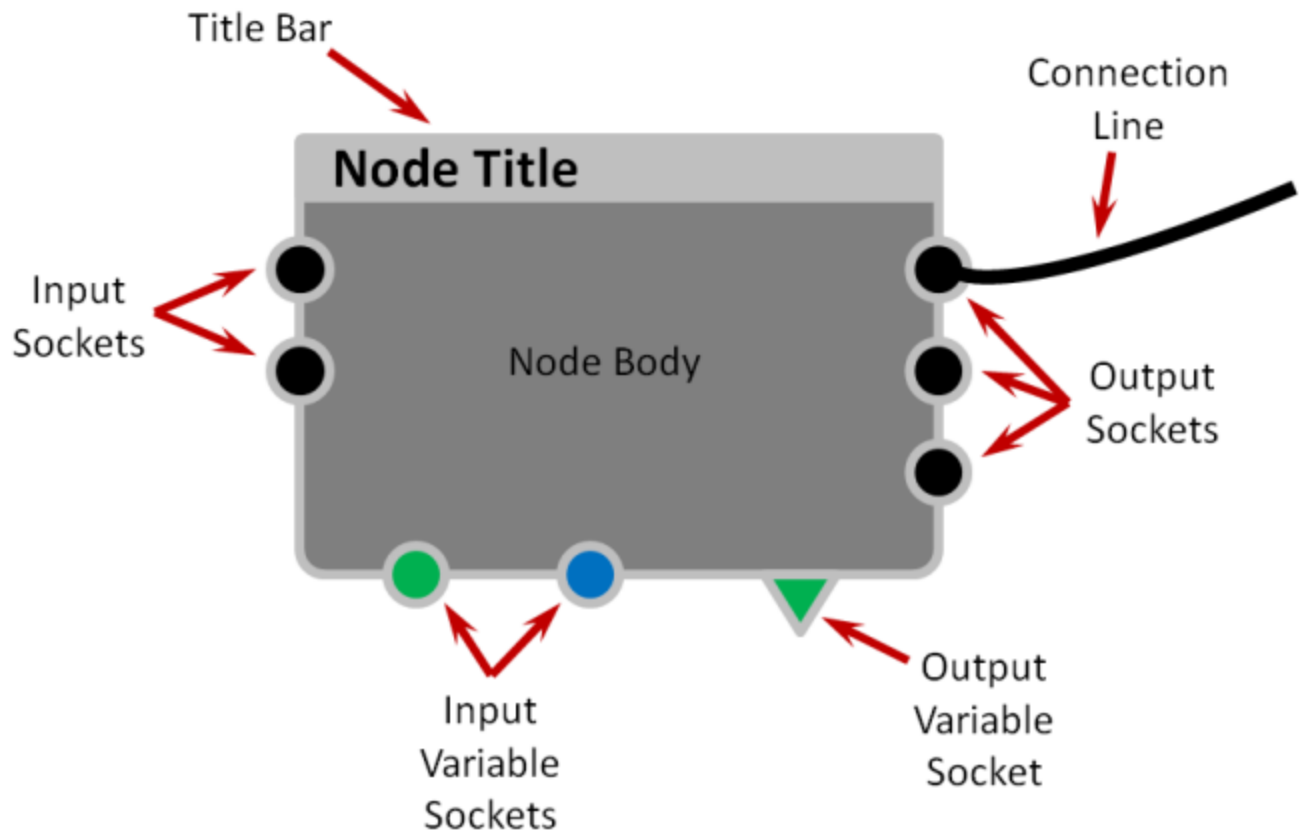 Title Bar
Connection
Line
Node Title
Input
Sockets
Node Body
Output
Sockets
Input
Variable
Sockets
Output
Variable
Socket